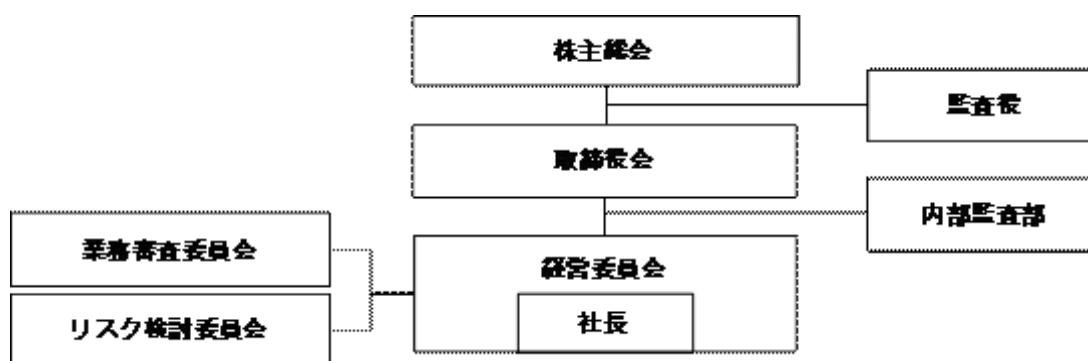 株主総会
監査役
取締役会
内部監査部
業務審査委員会
経営委員会
リスク検討委員会
社長